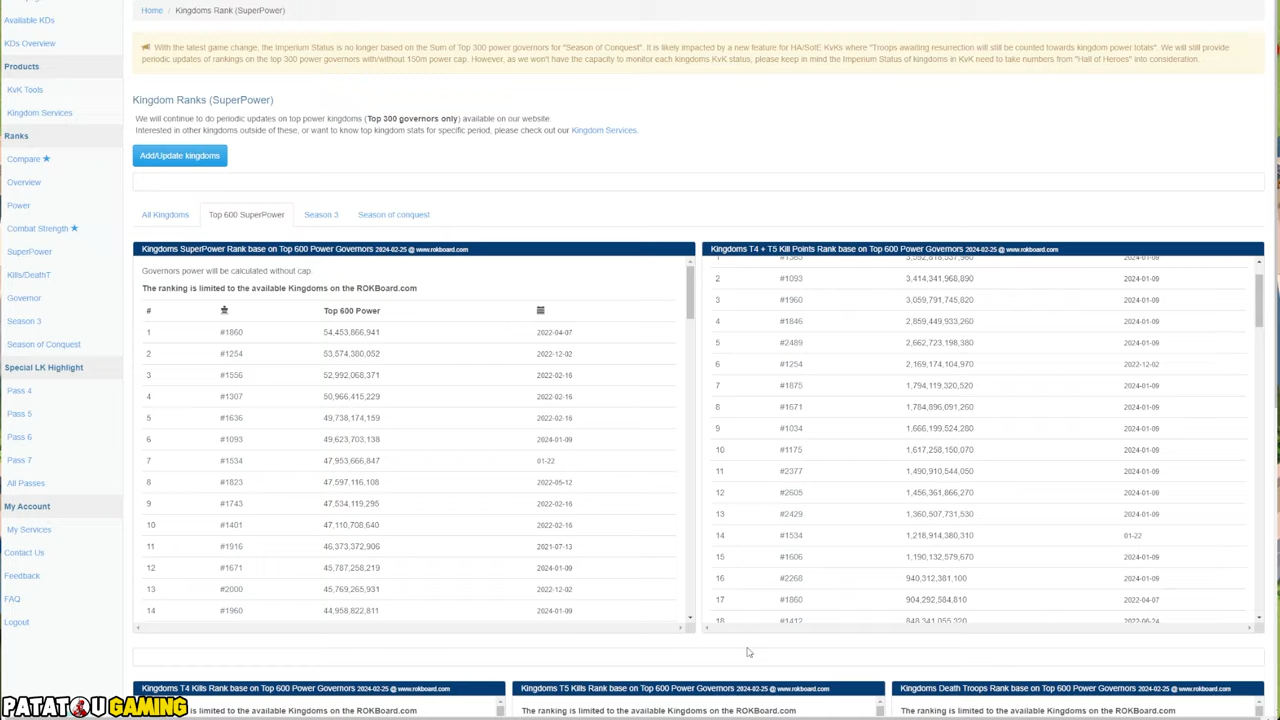 Available KDs
KDs Overview
Products
KvK Tools
Kingdom Services
Ranks
Compare ★
Overview
Power
Combat Strength ★
SuperPower
Kills/DeathT
Governor
Season 3
Season of Conquest
Special LK Highlight
Pass 4
Pass 5
Pass 6
Pass 7
All Passes
My Account
My Services
Contact Us
Feedback
FAQ
Logout
Home / Kingdoms Rank (SuperPower)
With the latest game change, the Imperium Status is no longer based on the Sum of Top 300 power governors for "Season of Conquest". It is likely impacted by a new feature for HA/SotE KvKs where "Troops awaiting resurrection will still be counted towards kingdom power totals". We will still provide
periodic updates of rankings on the top 300 power governors with/without 150m power cap. However, as we won't have the capacity to monitor each kingdoms KvK status, please keep in mind the Imperium Status of kingdoms in KvK need to take numbers from "Hall of Heroes" into consideration.
Kingdom Ranks (SuperPower)
We will continue to do periodic updates on top power kingdoms (Top 300 governors only) available on our website.
Interested in other kingdoms outside of these, or want to know top kingdom stats for specific period, please check out our Kingdom Services.
Add/Update kingdoms
All Kingdoms Top 600 SuperPower Season 3 Season of conquest
Kingdoms SuperPower Rank base on Top 600 Power Governors 2024-02-25 @ www.rokboard.com
Governors power will be calculated without cap.
The ranking is limited to the available Kingdoms on the ROKBoard.com
# Top 600 Power
1 #1860 54,453,866,941 2022-04-07
2 #1254 53,574,380,052 2022-12-02
3 #1556 52,992,068,371 2022-02-16
4 #1307 50,966,415,229 2022-02-16
5 #1636 49,738,174,159 2022-02-16
6 #1093 49,623,703,138 2024-01-09
7 #1534 47,953,666,847 01-22
8 #1823 47,597,116,108 2022-05-12
9 #1743 47,534,119,295 2022-02-16
10 #1401 47,110,708,640 2022-02-16
11 #1916 46,373,372,906 2021-07-13
12 #1671 45,787,258,219 2024-01-09
13 #2000 45,769,265,931 2022-12-02
14 #1960 44,958,822,811 2024-01-09
Kingdoms T4 + T5 Kill Points Rank base on Top 600 Power Governors 2024-02-25 @ www.rokboard.com
1 #1365 3,592,818,537,960 2024-01-09
2 #1093 3,414,341,968,890 2024-01-09
3 #1960 3,059,791,745,820 2024-01-09
4 #1846 2,859,449,933,260 2024-01-09
5 #2489 2,662,723,198,380 2024-01-09
6 #1254 2,169,174,104,970 2022-12-02
7 #1875 1,794,119,320,520 2024-01-09
8 #1671 1,784,896,091,260 2024-01-09
9 #1034 1,666,199,524,280 2024-01-09
10 #1175 1,617,258,150,070 2024-01-09
11 #2377 1,490,910,544,050 2024-01-09
12 #2605 1,456,361,866,270 2024-01-09
13 #2429 1,360,507,731,530 2024-01-09
14 #1534 1,218,914,380,310 01-22
15 #1606 1,190,132,579,670 2024-01-09
16 #2268 940,312,381,100 2024-01-09
17 #1860 904,292,584,810 2022-04-07
18 #1412 848,341,055,320 2022-06-24
Kingdoms T4 Kills Rank base on Top 600 Power Governors 2024-02-25 @ www.rokboard.com
The ranking is limited to the available Kingdoms on the ROKBoard.com
Kingdoms T5 Kills Rank base on Top 600 Power Governors 2024-02-25 @ www.rokboard.com
The ranking is limited to the available Kingdoms on the ROKBoard.com
Kingdoms Death Troops Rank base on Top 600 Power Governors 2024-02-25 @ www.rokboard.com
The ranking is limited to the available Kingdoms on the ROKBoard.com
PATATOU GAMING